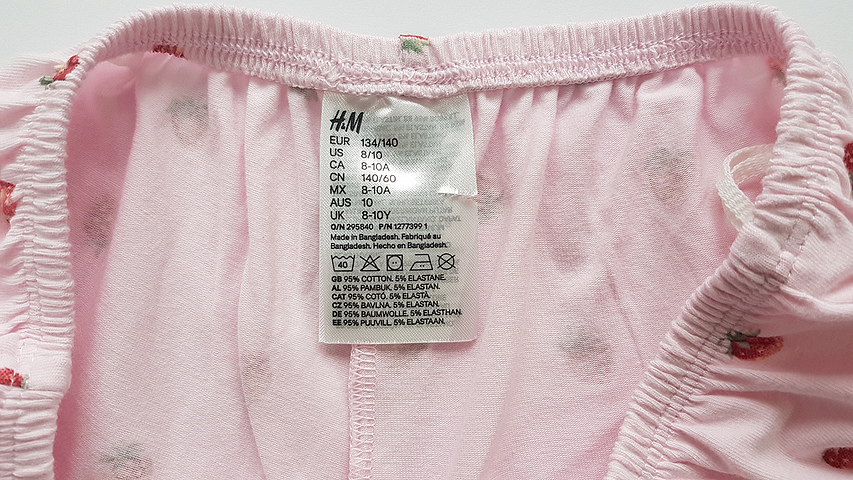 H&M
EUR 134/140
US 8/10
CA 8-10A
CN 140/60
MX 8-10A
AUS 10
UK 8-10Y
O/N 295840 P/N 1277399 1
Made in Bangladesh. Fabriqué au
Bangladesh. Hecho en Bangladesh.
40
GB 95% COTTON. 5% ELASTANE.
AL 95% PAMBUK. 5% ELASTAN.
CAT 95% COTÓ. 5% ELASTÀ.
CZ 95% BAVLNA. 5% ELASTAN.
DE 95% BAUMWOLLE. 5% ELASTHAN.
EE 95% PUUVILL. 5% ELASTAAN.